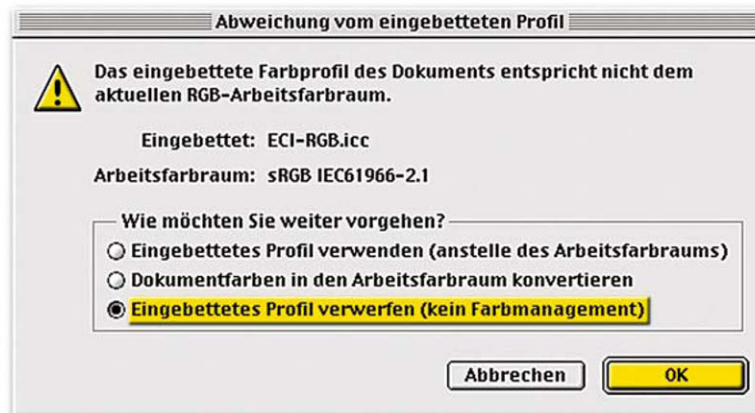 Abweichung vom eingebetteten Profil
Das eingebettete Farbprofil des Dokuments entspricht nicht dem
aktuellen RGB-Arbeitsfarbraum.
Eingebettet: ECI-RGB.icc
Arbeitsfarbraum: sRGB IEC61966-2.1
Wie möchten Sie weiter vorgehen?
Eingebettetes Profil verwenden (anstelle des Arbeitsfarbraums)
Dokumentfarben in den Arbeitsfarbraum konvertieren
Eingebettetes Profil verwerfen (kein Farbmanagement)
Abbrechen OK